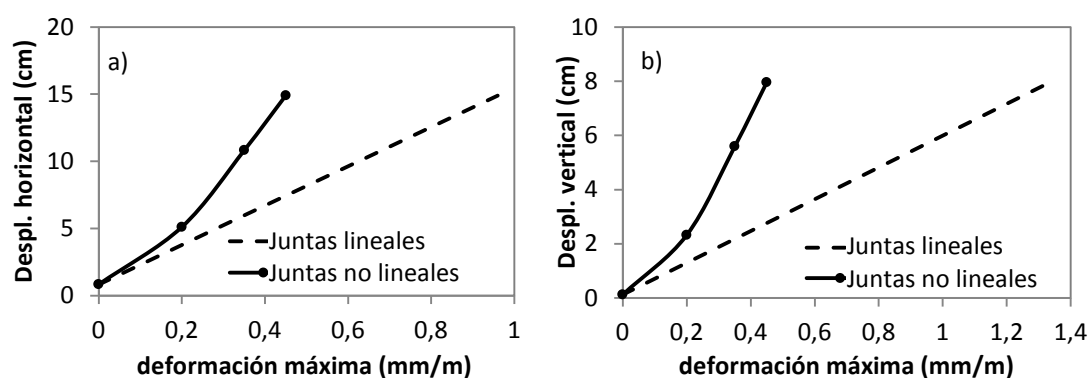 a)
Despl. horizontal (cm)
20
15
10
5
0
Juntas lineales
Juntas no lineales
0 0,2 0,4 0,6 0,8 1
deformación máxima (mm/m)
b)
Despl. vertical (cm)
10
8
6
4
2
0
Juntas lineales
Juntas no lineales
0 0,2 0,4 0,6 0,8 1 1,2 1,4
deformación máxima (mm/m)